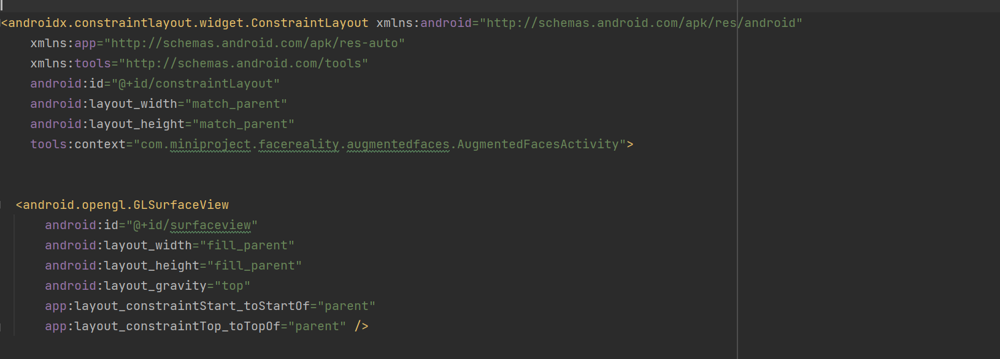 <androidx.constraintlayout.widget.ConstraintLayout xmlns:android="http://schemas.android.com/apk/res/android"
    xmlns:app="http://schemas.android.com/apk/res-auto"
    xmlns:tools="http://schemas.android.com/tools"
    android:id="@+id/constraintLayout"
    android:layout_width="match_parent"
    android:layout_height="match_parent"
    tools:context="com.miniproject.facereality.augmentedfaces.AugmentedFacesActivity">
  <android.opengl.GLSurfaceView
      android:id="@+id/surfaceview"
      android:layout_width="fill_parent"
      android:layout_height="fill_parent"
      android:layout_gravity="top"
      app:layout_constraintStart_toStartOf="parent"
      app:layout_constraintTop_toTopOf="parent" />